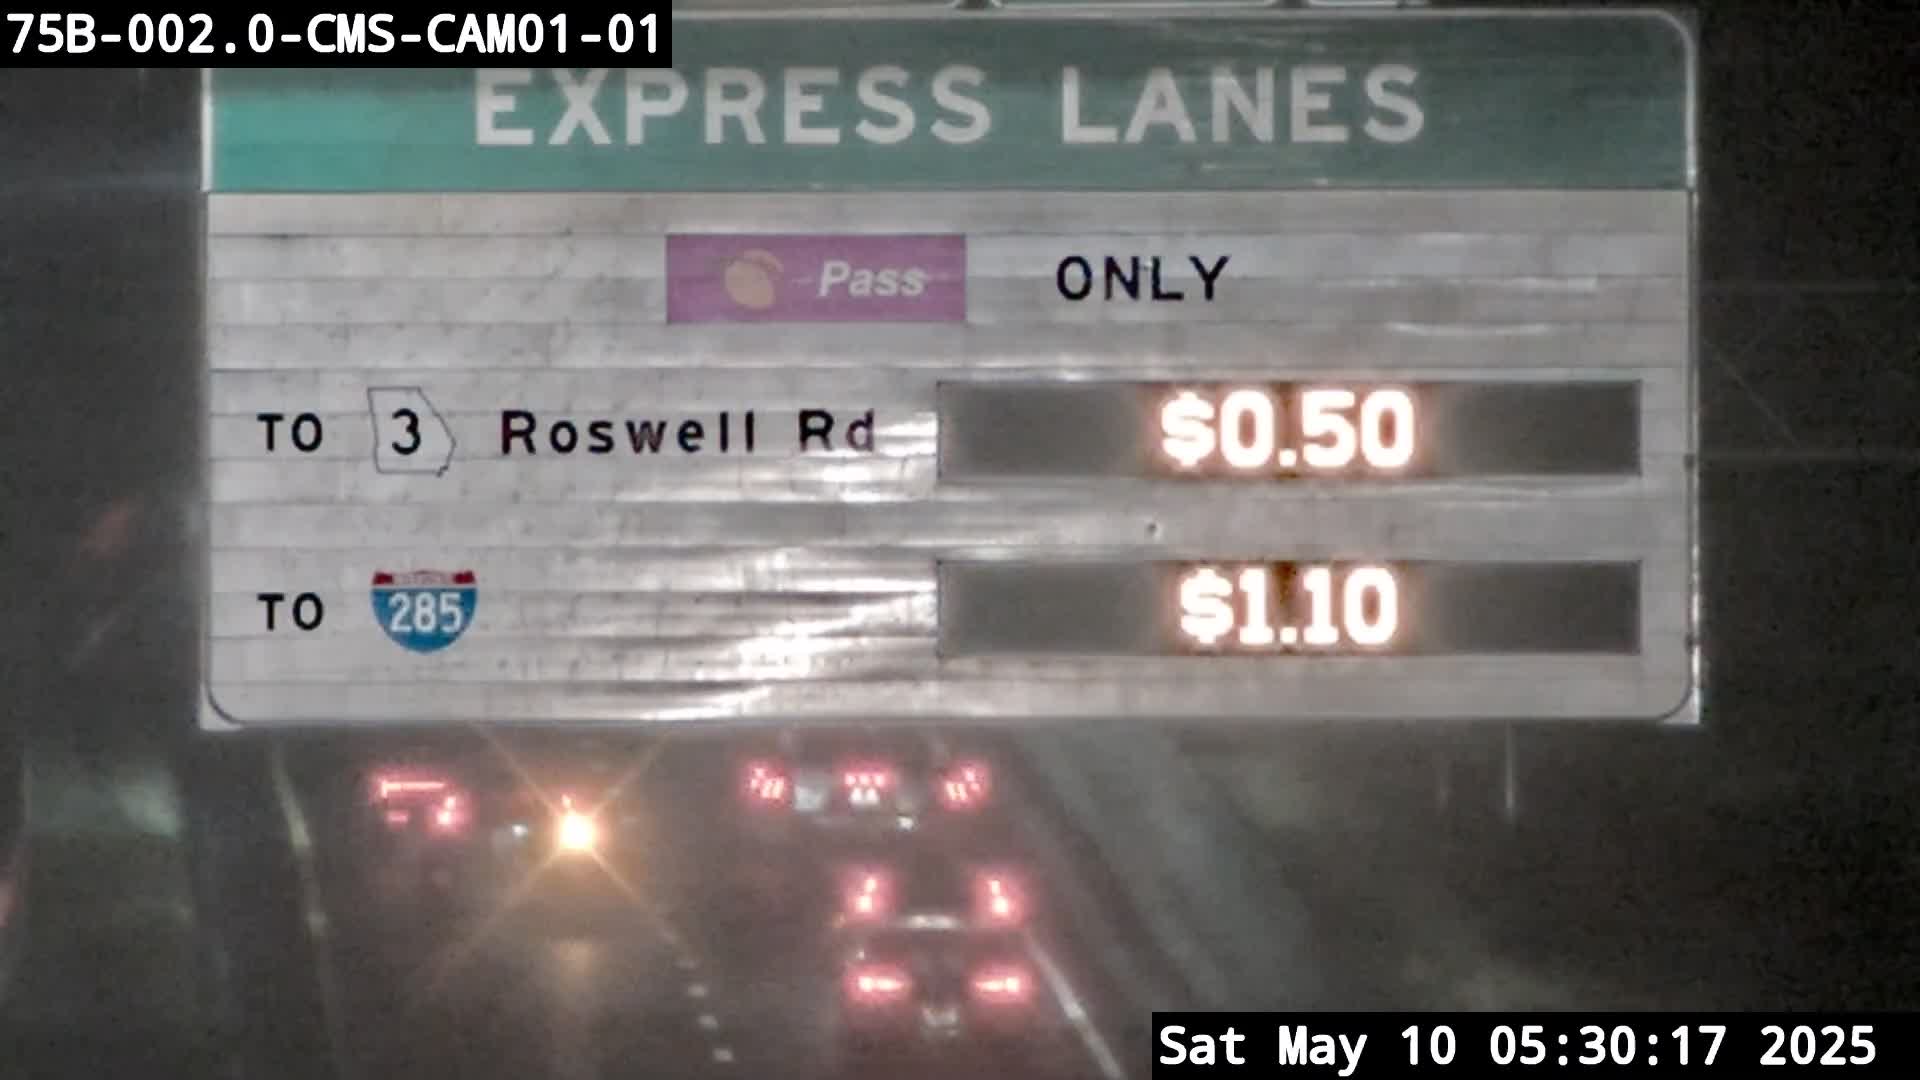 75B-002.0-CMS-CAM01-01
EXPRESS LANES
Pass ONLY
TO 3 Roswell Rd $0.50
TO 285 $1.10
Sat May 10 05:30:17 2025